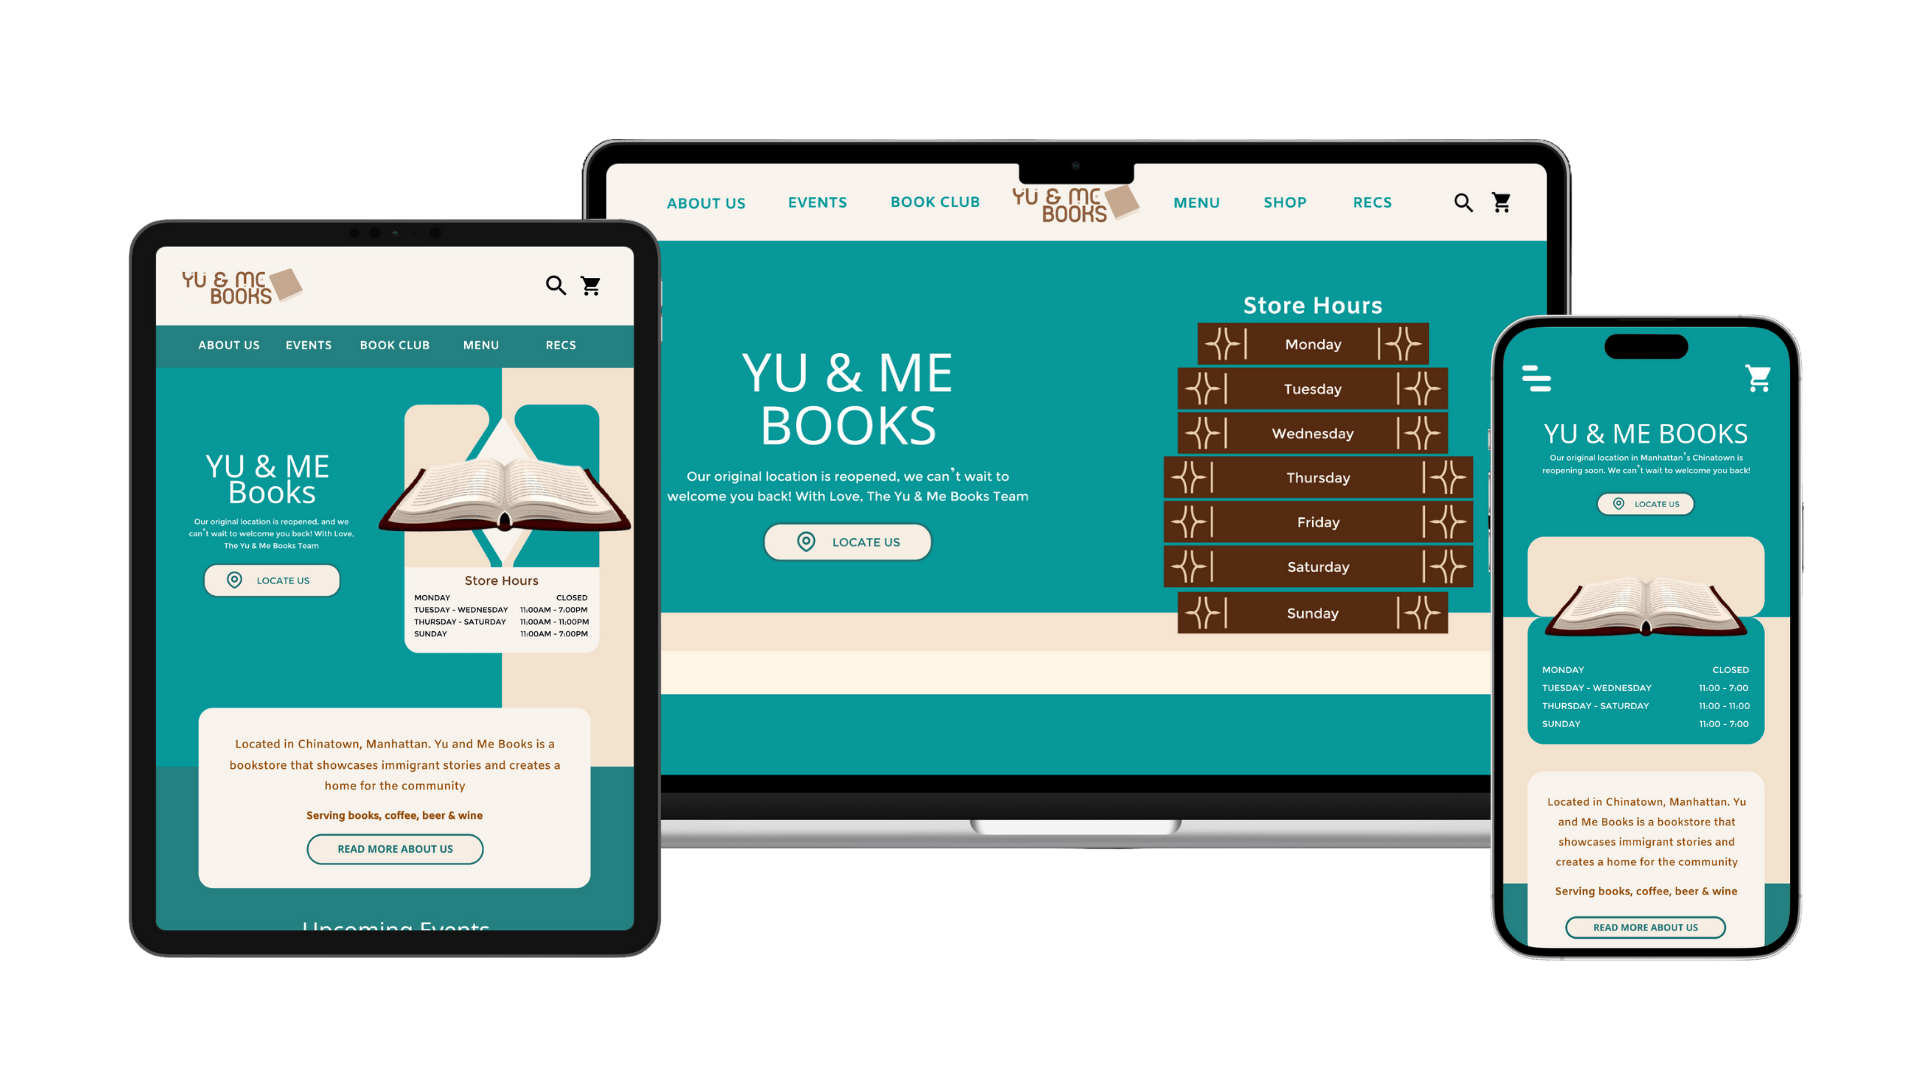 YU & ME
BOOKS
ABOUT US
EVENTS
BOOK CLUB
MENU
RECS
YU & ME
Books
Our original location is reopened, and we
can't wait to welcome you back! With Love,
The Yu & Me Books Team
LOCATE US
Store Hours
MONDAY CLOSED
TUESDAY - WEDNESDAY 11:00AM - 7:00PM
THURSDAY - SATURDAY 11:00AM - 11:00PM
SUNDAY 11:00AM - 7:00PM
Located in Chinatown, Manhattan. Yu and Me Books is a
bookstore that showcases immigrant stories and creates a
home for the community
Serving books, coffee, beer & wine
READ MORE ABOUT US
Upcoming Events
ABOUT US
EVENTS
BOOK CLUB
YU & ME
BOOKS
MENU
SHOP
RECS
YU & ME
BOOKS
Our original location is reopened, we can't wait to
welcome you back! With Love, The Yu & Me Books Team
LOCATE US
Store Hours
Monday
Tuesday
Wednesday
Thursday
Friday
Saturday
Sunday
YU & ME BOOKS
Our original location in Manhattan's Chinatown is
reopening soon. We can't wait to welcome you back!
LOCATE US
MONDAY CLOSED
TUESDAY - WEDNESDAY 11:00 - 7:00
THURSDAY - SATURDAY 11:00 - 11:00
SUNDAY 11:00 - 7:00
Located in Chinatown, Manhattan. Yu
and Me Books is a bookstore that
showcases immigrant stories and
creates a home for the community
Serving books, coffee, beer & wine
READ MORE ABOUT US